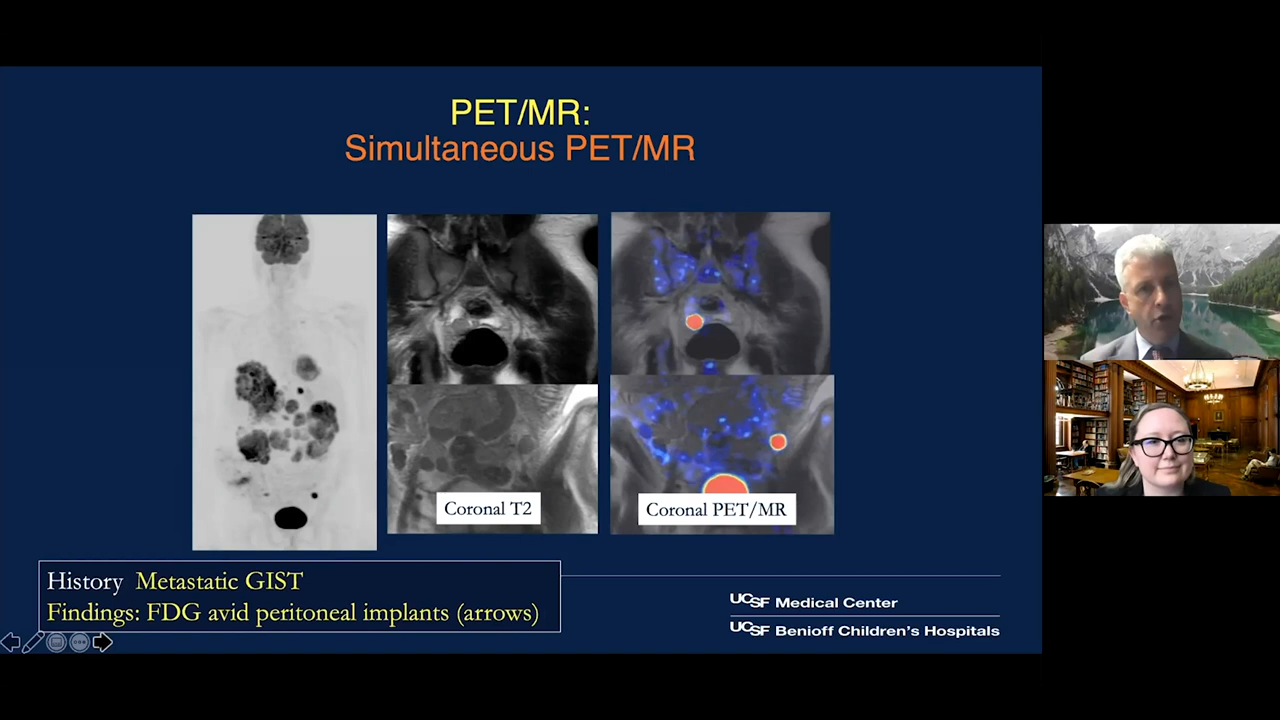 PET/MR:
Simultaneous PET/MR
Coronal T2
Coronal PET/MR
History Metastatic GIST
Findings: FDG avid peritoneal implants (arrows)
UCSF Medical Center
UCSF Benioff Children's Hospitals